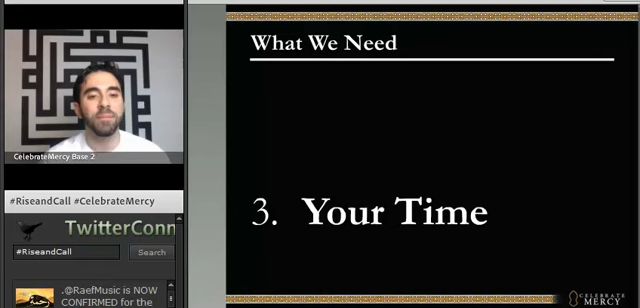 What We Need
3. Your Time
CELEBRATE
MERCY
CelebrateMercy Base 2
#RiseandCall #CelebrateMercy
TwitterConn
#RiseandCall
Search
.@RaefMusic is NOW
CONFIRMED for the
رحمة